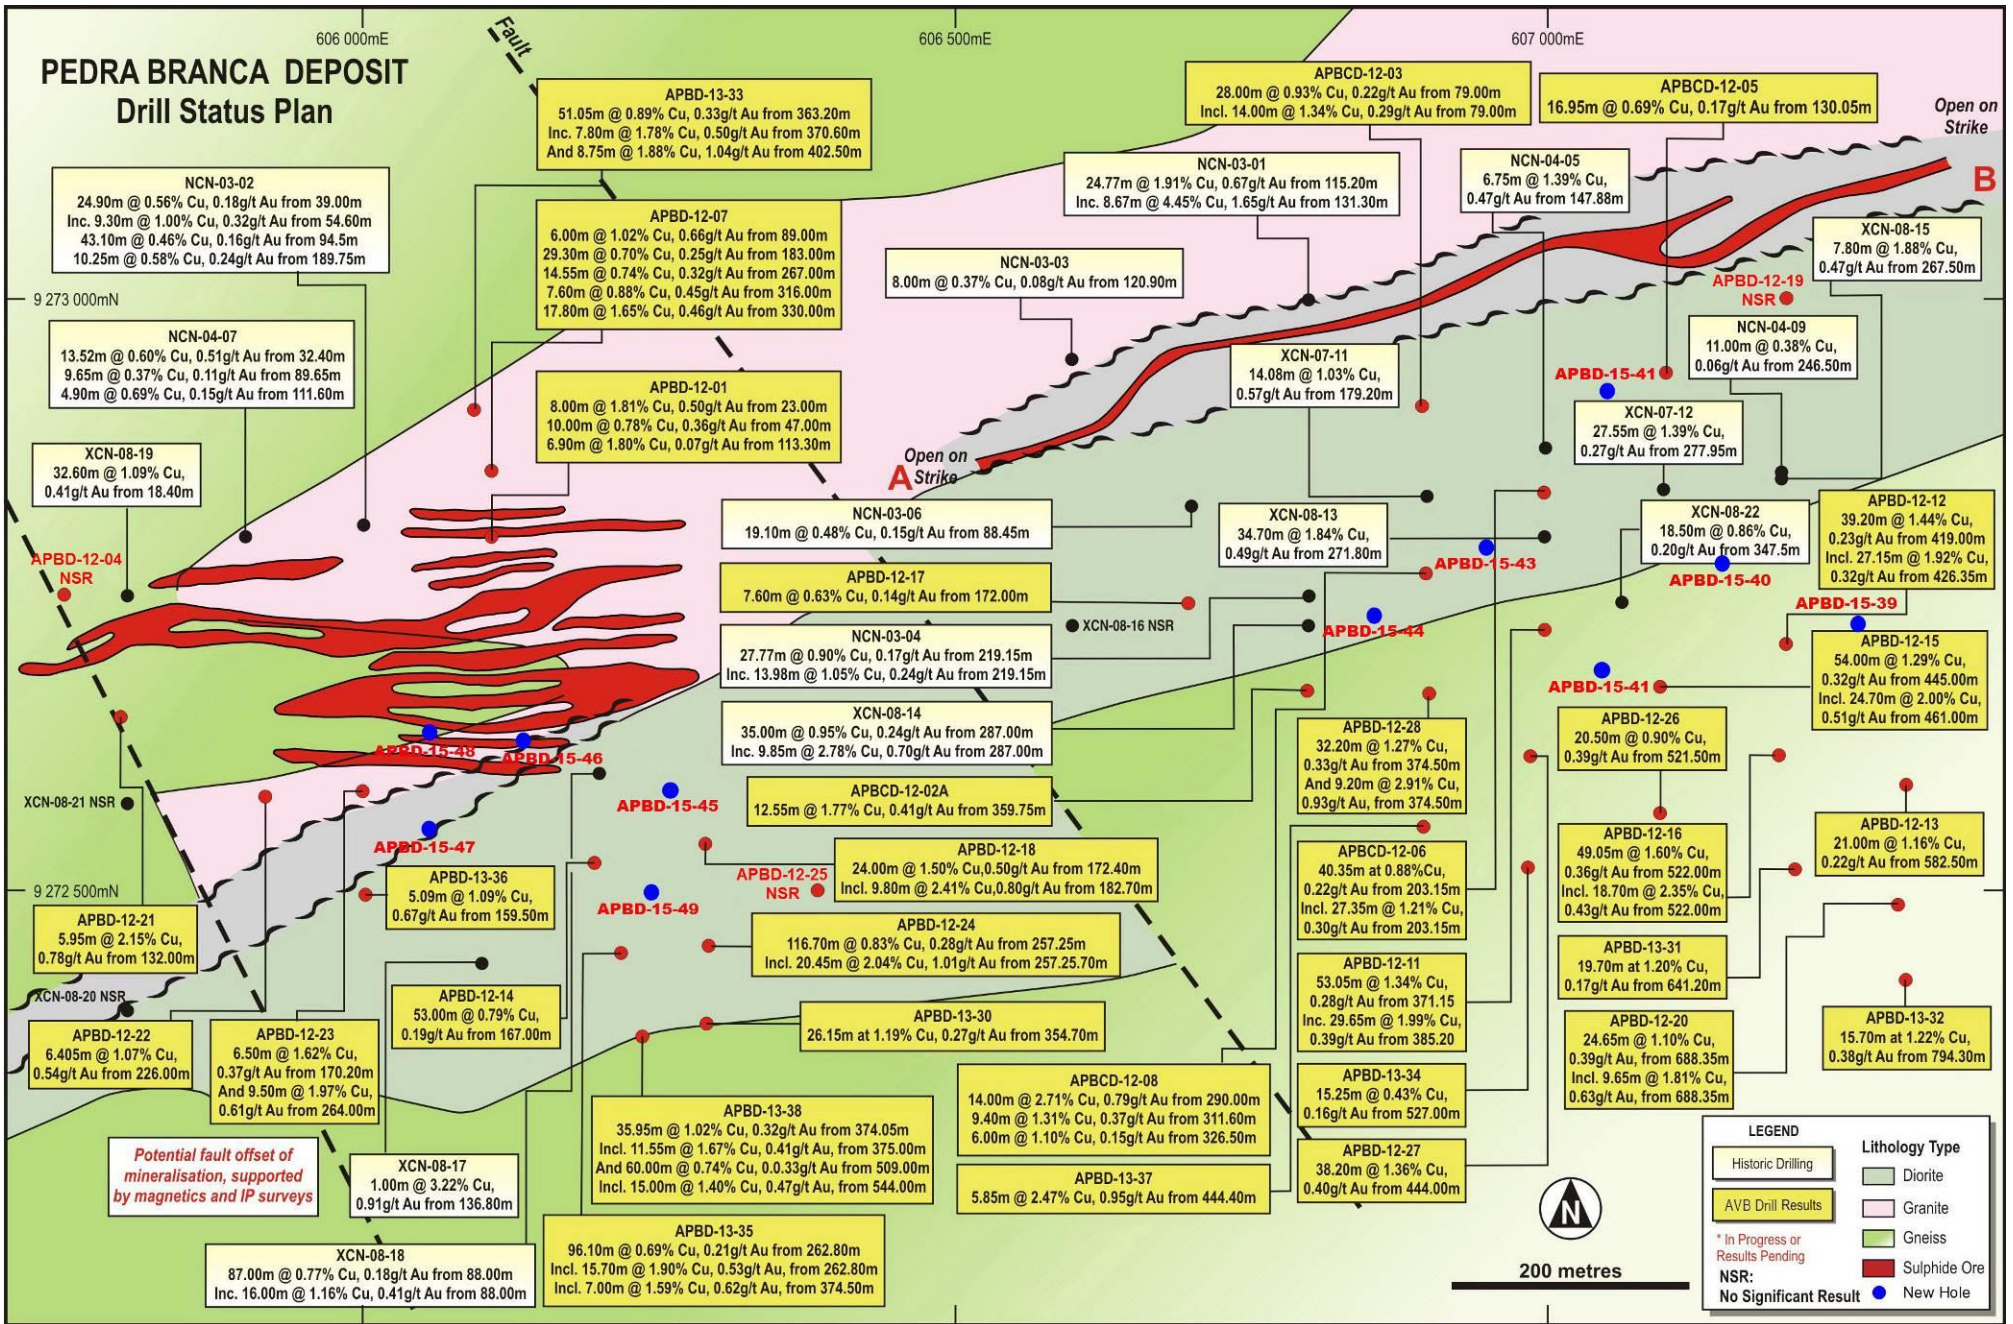 606 000mE
606 500mE
607 000mE
PEDRA BRANCA DEPOSIT
Drill Status Plan
Fault
APBD-13-33
51.05m @ 0.89% Cu, 0.33g/t Au from 363.20m
Inc. 7.80m @ 1.78% Cu, 0.50g/t Au from 370.60m
And 8.75m @ 1.88% Cu, 1.04g/t Au from 402.50m
APBCD-12-03
28.00m @ 0.93% Cu, 0.22g/t Au from 79.00m
Incl. 14.00m @ 1.34% Cu, 0.29g/t Au from 79.00m
APBCD-12-05
16.95m @ 0.69% Cu, 0.17g/t Au from 130.05m
Open on
Strike
B
NCN-03-02
24.90m @ 0.56% Cu, 0.18g/t Au from 39.00m
Inc. 9.30m @ 1.00% Cu, 0.32g/t Au from 54.60m
43.10m @ 0.46% Cu, 0.16g/t Au from 94.5m
10.25m @ 0.58% Cu, 0.24g/t Au from 189.75m
NCN-03-01
24.77m @ 1.91% Cu, 0.67g/t Au from 115.20m
Inc. 8.67m @ 4.45% Cu, 1.65g/t Au from 131.30m
NCN-04-05
6.75m @ 1.39% Cu,
0.47g/t Au from 147.88m
APBD-12-07
6.00m @ 1.02% Cu, 0.66g/t Au from 89.00m
29.30m @ 0.70% Cu, 0.25g/t Au from 183.00m
14.55m @ 0.74% Cu, 0.32g/t Au from 267.00m
7.60m @ 0.88% Cu, 0.45g/t Au from 316.00m
17.80m @ 1.65% Cu, 0.46g/t Au from 330.00m
XCN-08-15
7.80m @ 1.88% Cu,
0.47g/t Au from 267.50m
NCN-03-03
8.00m @ 0.37% Cu, 0.08g/t Au from 120.90m
APBD-12-19
NSR
9 273 000mN
NCN-04-07
13.52m @ 0.60% Cu, 0.51g/t Au from 32.40m
9.65m @ 0.37% Cu, 0.11g/t Au from 89.65m
4.90m @ 0.69% Cu, 0.15g/t Au from 111.60m
NCN-04-09
11.00m @ 0.38% Cu,
0.06g/t Au from 246.50m
XCN-07-11
14.08m @ 1.03% Cu,
0.57g/t Au from 179.20m
APBD-15-41
APBD-12-01
8.00m @ 1.81% Cu, 0.50g/t Au from 23.00m
10.00m @ 0.78% Cu, 0.36g/t Au from 47.00m
6.90m @ 1.80% Cu, 0.07g/t Au from 113.30m
XCN-07-12
27.55m @ 1.39% Cu,
0.27g/t Au from 277.95m
XCN-08-19
32.60m @ 1.09% Cu,
0.41g/t Au from 18.40m
Open on
Strike
A
NCN-03-06
19.10m @ 0.48% Cu, 0.15g/t Au from 88.45m
XCN-08-13
34.70m @ 1.84% Cu,
0.49g/t Au from 271.80m
XCN-08-22
18.50m @ 0.86% Cu,
0.20g/t Au from 347.5m
APBD-12-12
39.20m @ 1.44% Cu,
0.23g/t Au from 419.00m
Incl. 27.15m @ 1.92% Cu,
0.32g/t Au from 426.35m
APBD-12-04
NSR
APBD-15-43
APBD-15-40
APBD-12-17
7.60m @ 0.63% Cu, 0.14g/t Au from 172.00m
APBD-15-39
XCN-08-16 NSR
APBD-15-44
NCN-03-04
27.77m @ 0.90% Cu, 0.17g/t Au from 219.15m
Inc. 13.98m @ 1.05% Cu, 0.24g/t Au from 219.15m
APBD-12-15
54.00m @ 1.29% Cu,
0.32g/t Au from 445.00m
Incl. 24.70m @ 2.00% Cu,
0.51g/t Au from 461.00m
APBD-15-41
XCN-08-14
35.00m @ 0.95% Cu, 0.24g/t Au from 287.00m
Inc. 9.85m @ 2.78% Cu, 0.70g/t Au from 287.00m
APBD-12-28
32.20m @ 1.27% Cu,
0.33g/t Au from 374.50m
And 9.20m @ 2.91% Cu,
0.93g/t Au, from 374.50m
APBD-12-26
20.50m @ 0.90% Cu,
0.39g/t Au from 521.50m
APBD-15-48
APBD-15-46
APBCD-12-02A
12.55m @ 1.77% Cu, 0.41g/t Au from 359.75m
XCN-08-21 NSR
APBD-15-45
APBD-15-47
APBD-12-18
24.00m @ 1.50% Cu,0.50g/t Au from 172.40m
Incl. 9.80m @ 2.41% Cu,0.80g/t Au from 182.70m
APBCD-12-06
40.35m at 0.88%Cu,
0.22g/t Au from 203.15m
Incl. 27.35m @ 1.21% Cu,
0.30g/t Au from 203.15m
APBD-12-16
49.05m @ 1.60% Cu,
0.36g/t Au from 522.00m
Incl. 18.70m @ 2.35% Cu,
0.43g/t Au from 522.00m
APBD-12-13
21.00m @ 1.16% Cu,
0.22g/t Au from 582.50m
9 272 500mN
APBD-13-36
5.09m @ 1.09% Cu,
0.67g/t Au from 159.50m
APBD-12-25
NSR
APBD-15-49
APBD-12-21
5.95m @ 2.15% Cu,
0.78g/t Au from 132.00m
APBD-12-24
116.70m @ 0.83% Cu, 0.28g/t Au from 257.25m
Incl. 20.45m @ 2.04% Cu, 1.01g/t Au from 257.25.70m
APBD-13-31
19.70m at 1.20% Cu,
0.17g/t Au from 641.20m
APBD-12-11
53.05m @ 1.34% Cu,
0.28g/t Au from 371.15
Inc. 29.65m @ 1.99% Cu,
0.39g/t Au from 385.20
XCN-08-20 NSR
APBD-12-14
53.00m @ 0.79% Cu,
0.19g/t Au from 167.00m
APBD-13-30
26.15m at 1.19% Cu, 0.27g/t Au from 354.70m
APBD-12-20
24.65m @ 1.10% Cu,
0.39g/t Au, from 688.35m
Incl. 9.65m @ 1.81% Cu,
0.63g/t Au, from 688.35m
APBD-13-32
15.70m at 1.22% Cu,
0.38g/t Au from 794.30m
APBD-12-22
6.405m @ 1.07% Cu,
0.54g/t Au from 226.00m
APBD-12-23
6.50m @ 1.62% Cu,
0.37g/t Au from 170.20m
And 9.50m @ 1.97% Cu,
0.61g/t Au from 264.00m
APBCD-12-08
14.00m @ 2.71% Cu, 0.79g/t Au from 290.00m
9.40m @ 1.31% Cu, 0.37g/t Au from 311.60m
6.00m @ 1.10% Cu, 0.15g/t Au from 326.50m
APBD-13-34
15.25m @ 0.43% Cu,
0.16g/t Au from 527.00m
APBD-13-38
35.95m @ 1.02% Cu, 0.32g/t Au from 374.05m
Incl. 11.55m @ 1.67% Cu, 0.41g/t Au, from 375.00m
And 60.00m @ 0.74% Cu, 0.0.33g/t Au from 509.00m
Incl. 15.00m @ 1.40% Cu, 0.47g/t Au, from 544.00m
APBD-12-27
38.20m @ 1.36% Cu,
0.40g/t Au from 444.00m
Potential fault offset of
mineralisation, supported
by magnetics and IP surveys
XCN-08-17
1.00m @ 3.22% Cu,
0.91g/t Au from 136.80m
APBD-13-37
5.85m @ 2.47% Cu, 0.95g/t Au from 444.40m
APBD-13-35
96.10m @ 0.69% Cu, 0.21g/t Au from 262.80m
Incl. 15.70m @ 1.90% Cu, 0.53g/t Au, from 262.80m
Incl. 7.00m @ 1.59% Cu, 0.62g/t Au, from 374.50m
XCN-08-18
87.00m @ 0.77% Cu, 0.18g/t Au from 88.00m
Inc. 16.00m @ 1.16% Cu, 0.41g/t Au from 88.00m
N
200 metres
LEGEND
Historic Drilling
AVB Drill Results
* In Progress or
Results Pending
NSR:
No Significant Result
Lithology Type
Diorite
Granite
Gneiss
Sulphide Ore
New Hole